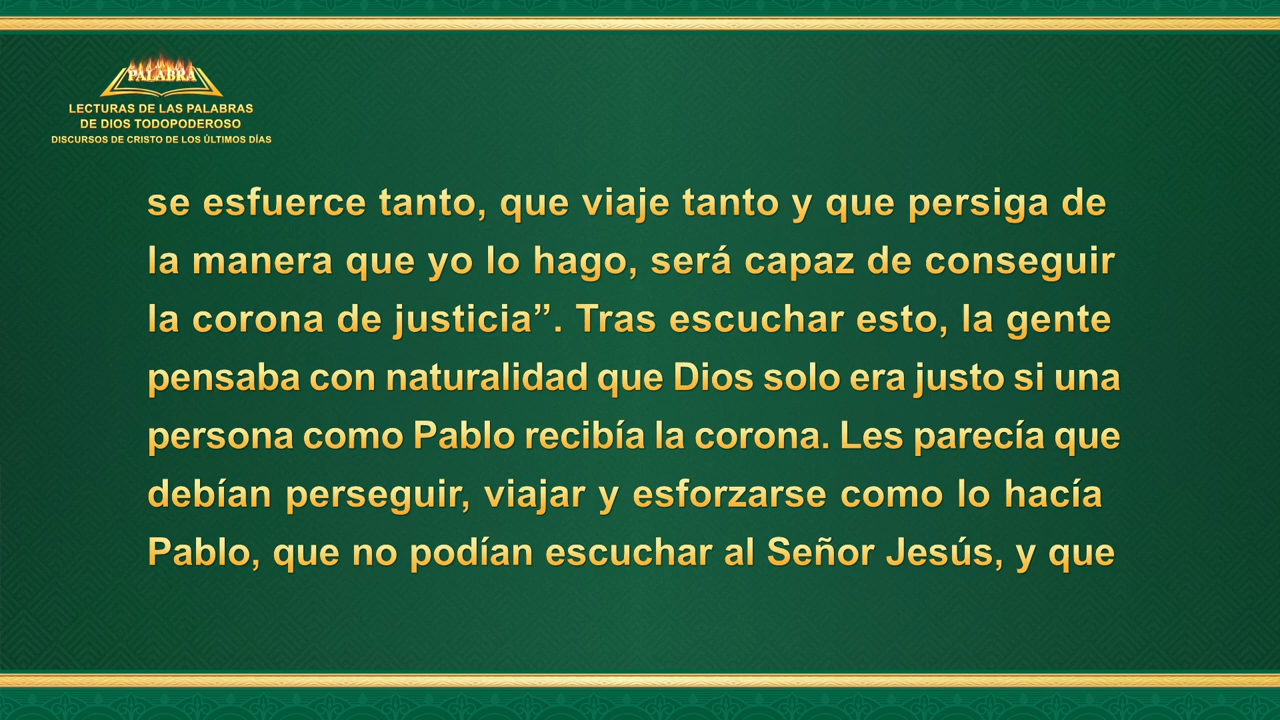 PALABRA
LECTURAS DE LAS PALABRAS
DE DIOS TODOPODEROSO
DISCURSOS DE CRISTO DE LOS ÚLTIMOS DÍAS
se esfuerce tanto, que viaje tanto y que persiga de
la manera que yo lo hago, será capaz de conseguir
la corona de justicia”. Tras escuchar esto, la gente
pensaba con naturalidad que Dios solo era justo si una
persona como Pablo recibía la corona. Les parecía que
debían perseguir, viajar y esforzarse como lo hacía
Pablo, que no podían escuchar al Señor Jesús, y que